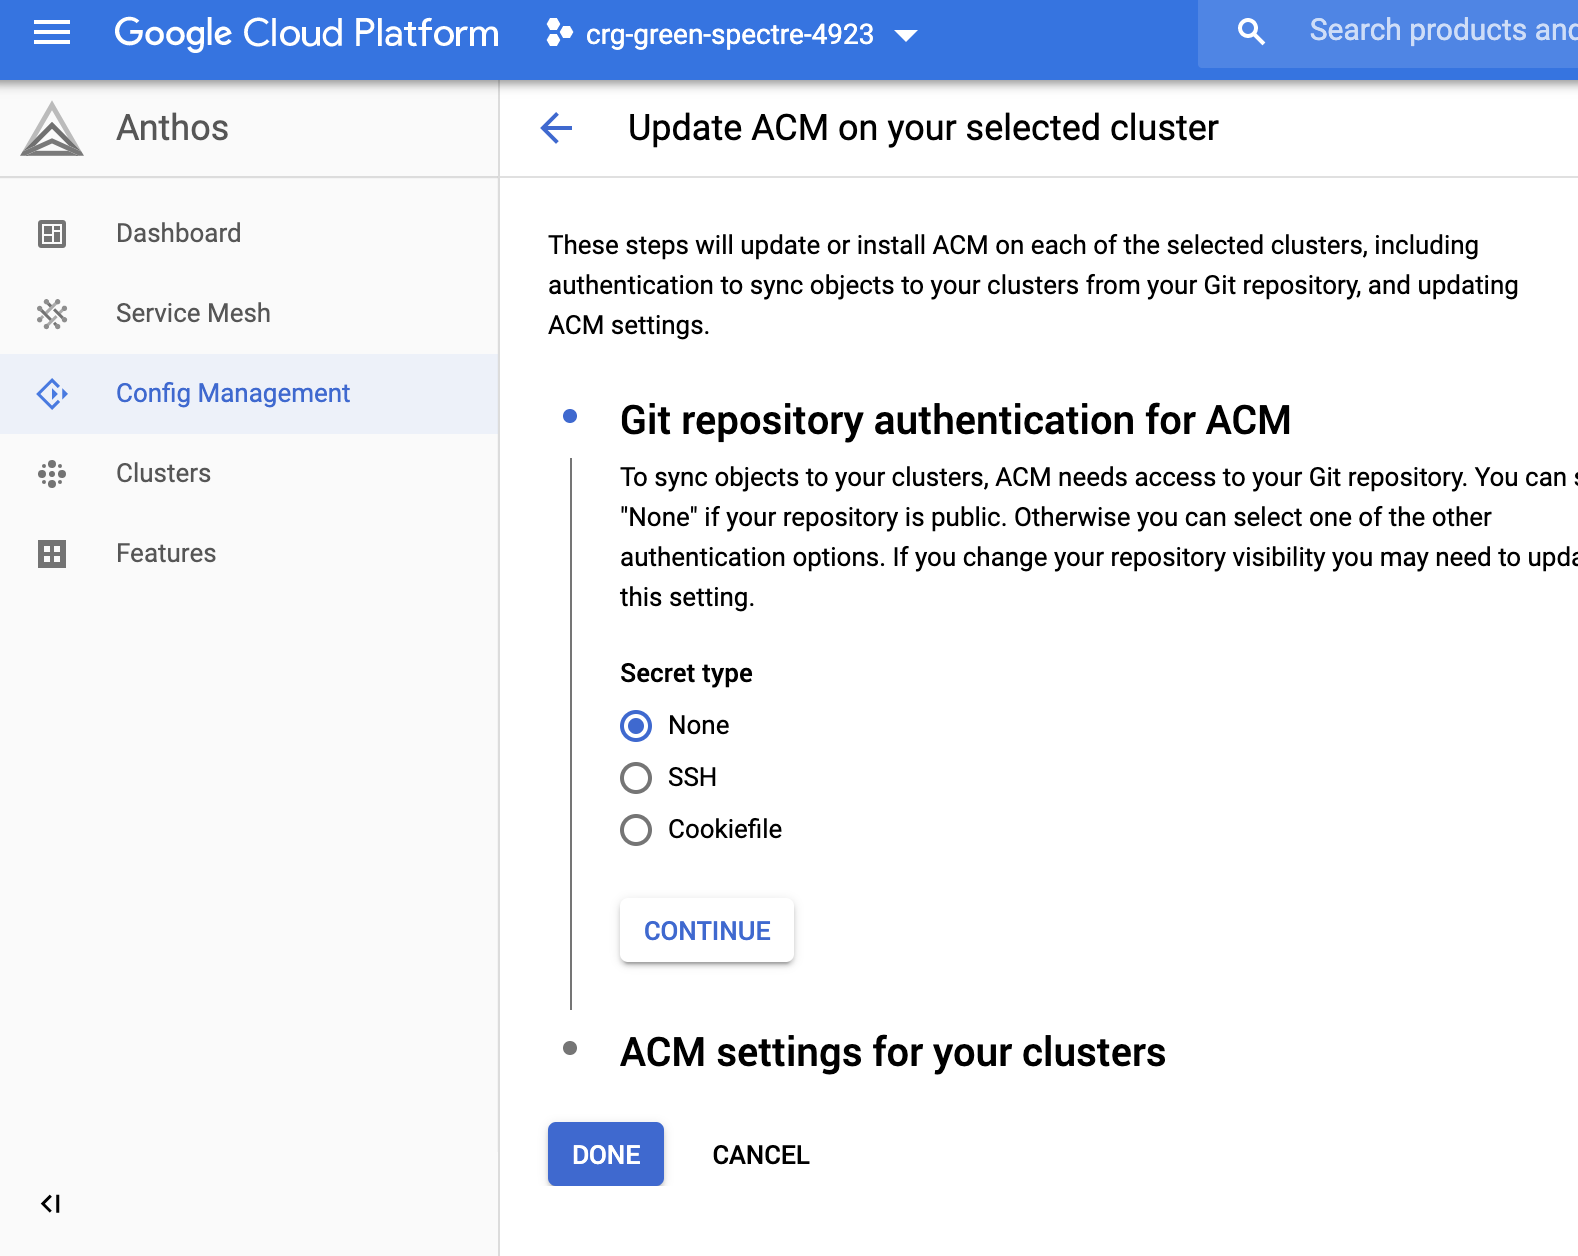 Google Cloud Platform
crg-green-spectre-4923
Search products and
Anthos
Dashboard
Service Mesh
Config Management
Clusters
Features
Update ACM on your selected cluster
These steps will update or install ACM on each of the selected clusters, including
authentication to sync objects to your clusters from your Git repository, and updating
ACM settings.
Git repository authentication for ACM
To sync objects to your clusters, ACM needs access to your Git repository. You can
"None" if your repository is public. Otherwise you can select one of the other
authentication options. If you change your repository visibility you may need to
this setting.
Secret type
None
SSH
Cookiefile
CONTINUE
ACM settings for your clusters
DONE
CANCEL